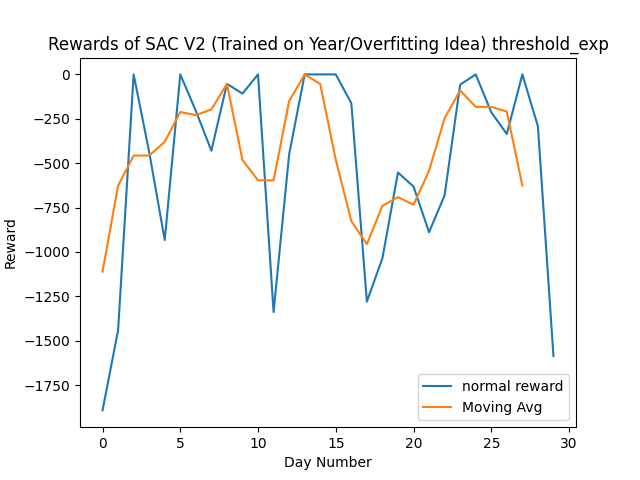 Rewards of SAC V2 (Trained on Year/Overfitting Idea) threshold_exp
0
−250
−500
−750
−1000
−1250
−1500
−1750
Reward
normal reward
Moving Avg
0 5 10 15 20 25 30
Day Number